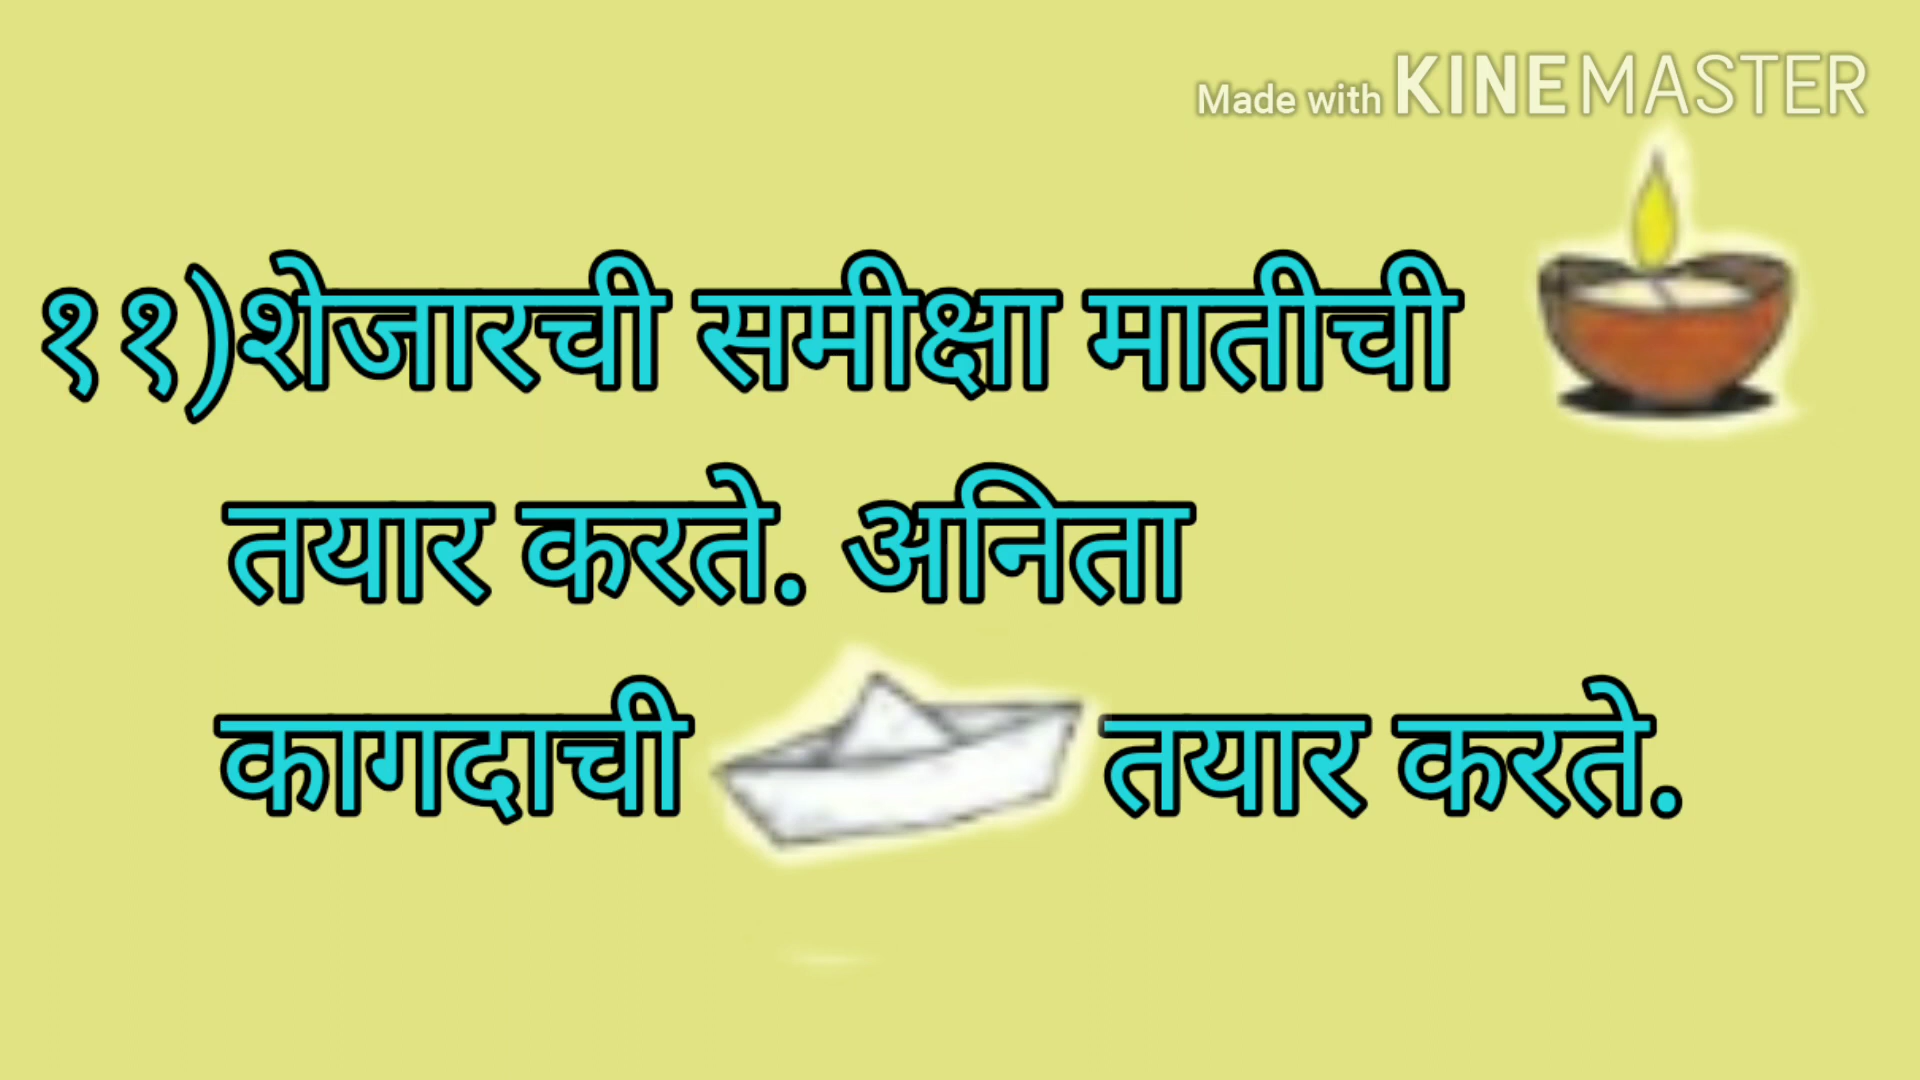 Made with KINEMASTER
११)शेजारची समीक्षा मातीची
तयार करते. अनिता
कागदाची तयार करते.